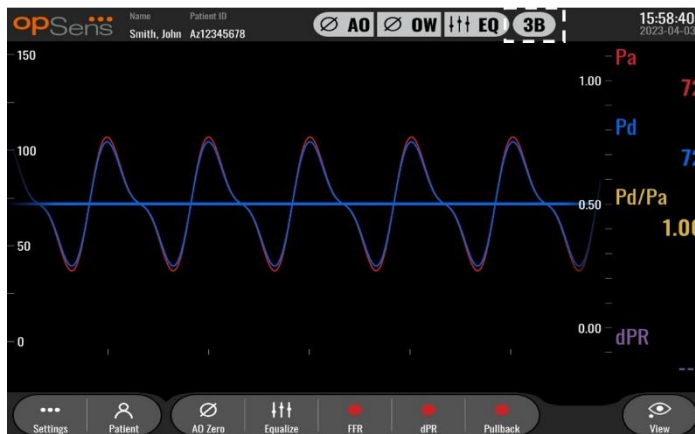 opSens
Name Patient ID
Smith, John Az12345678
Ø AO Ø OW EQ 3B
15:58:40
2023-04-03
150
100
50
0
1.00
0.50
0.00
Pa
72
Pd
72
Pd/Pa
1.00
dPR
--
Settings Patient AO Zero Equalize FFR dPR Pullback View